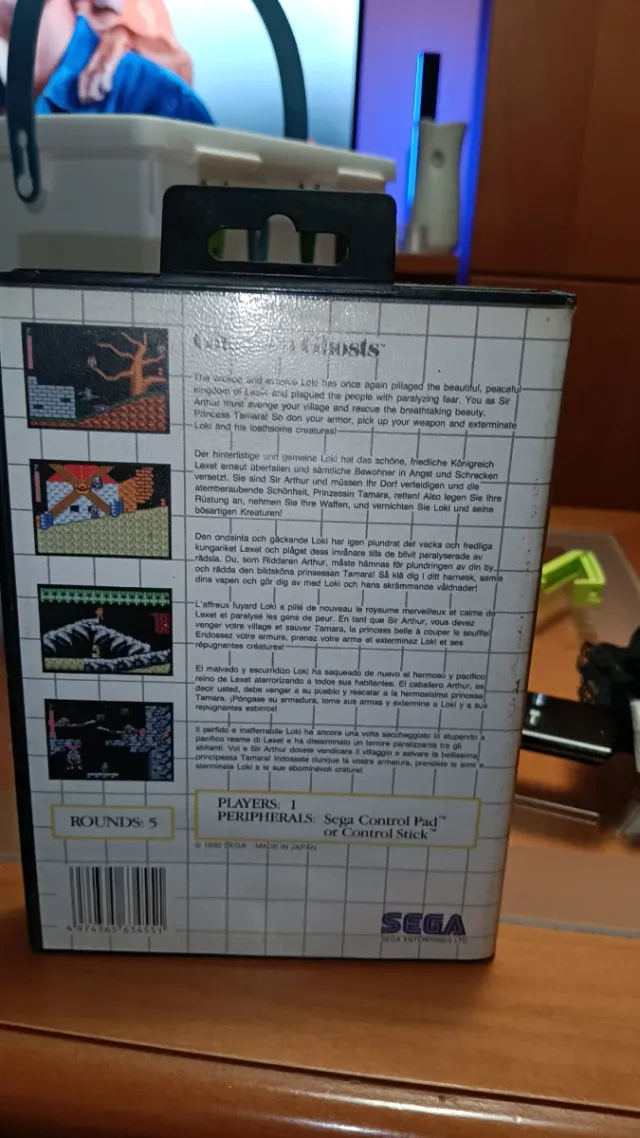 Ghosts™
The wicked and evasive Loki has once again pillaged the beautiful, peaceful
kingdom of Lexet and plagued the people with paralyzing fear. You as Sir
Arthur must avenge your village and rescue the breathtaking beauty,
Princess Tamara! So don your armor, pick up your weapon and exterminate
Loki and his loathsome creatures!
Der hinterlistige und gemeine Loki hat das schöne, friedliche Königreich
Lexet erneut überfallen und sämtliche Bewohner in Angst und Schrecken
versetzt. Sie sind Sir Arthur und müssen Ihr Dorf verteidigen und die
atemberaubende Schönheit, Prinzessin Tamara, retten! Also legen Sie Ihre
Rüstung an, nehmen Sie Ihre Waffen, und vernichten Sie Loki und seine
bösartigen Kreaturen!
Den ondsinta och gäckande Loki har igen plundrat det vackra och fredliga
kungariket Lexet och plågat dess invånare tills de blivit paralyserade av
rädsla. Du, som Riddaren Arthur, måste hämnas för plundringen av din by
och rädda den bildsköna prinsessan Tamara! Så klä dig i ditt harnesk, samla
dina vapen och gör dig av med Loki och hans skrämmande våldnader!
L'affreux fuyard Loki a pillé de nouveau le royaume merveilleux et calme de
Lexet et paralysé les gens de peur. En tant que Sir Arthur, vous devez
venger votre village et sauver Tamara, la princesse belle à couper le souffle!
Endossez votre armure, prenez votre arme et exterminez Loki et ses
répugnantes créatures!
El malvado y escurridizo Loki ha saqueado de nuevo el hermoso y pacífico
reino de Lexet aterrorizando a todos sus habitantes. El caballero Arthur, es
decir usted, debe vengar a su pueblo y rescatar a la hermosísima princesa
Tamara. ¡Póngase su armadura, tome sus armas y extermine a Loki y a sus
repugnantes esbirros!
Il perfido e inafferrabile Loki ha ancora una volta saccheggiato lo stupendo e
pacifico reame di Lexet e ha disseminato un terrore paralizzante tra gli
abitanti. Voi e Sir Arthur dovete vendicare il villaggio e salvare la bellissima
principessa Tamara! Indossate dunque la vostra armatura, prendete le armi e
sterminate Loki e le sue abominevoli creature!
ROUNDS: 5
PLAYERS: 1
PERIPHERALS: Sega Control Pad™
or Control Stick™
© 1990 SEGA MADE IN JAPAN
4 974365 634551
SEGA
SEGA ENTERPRISES LTD.